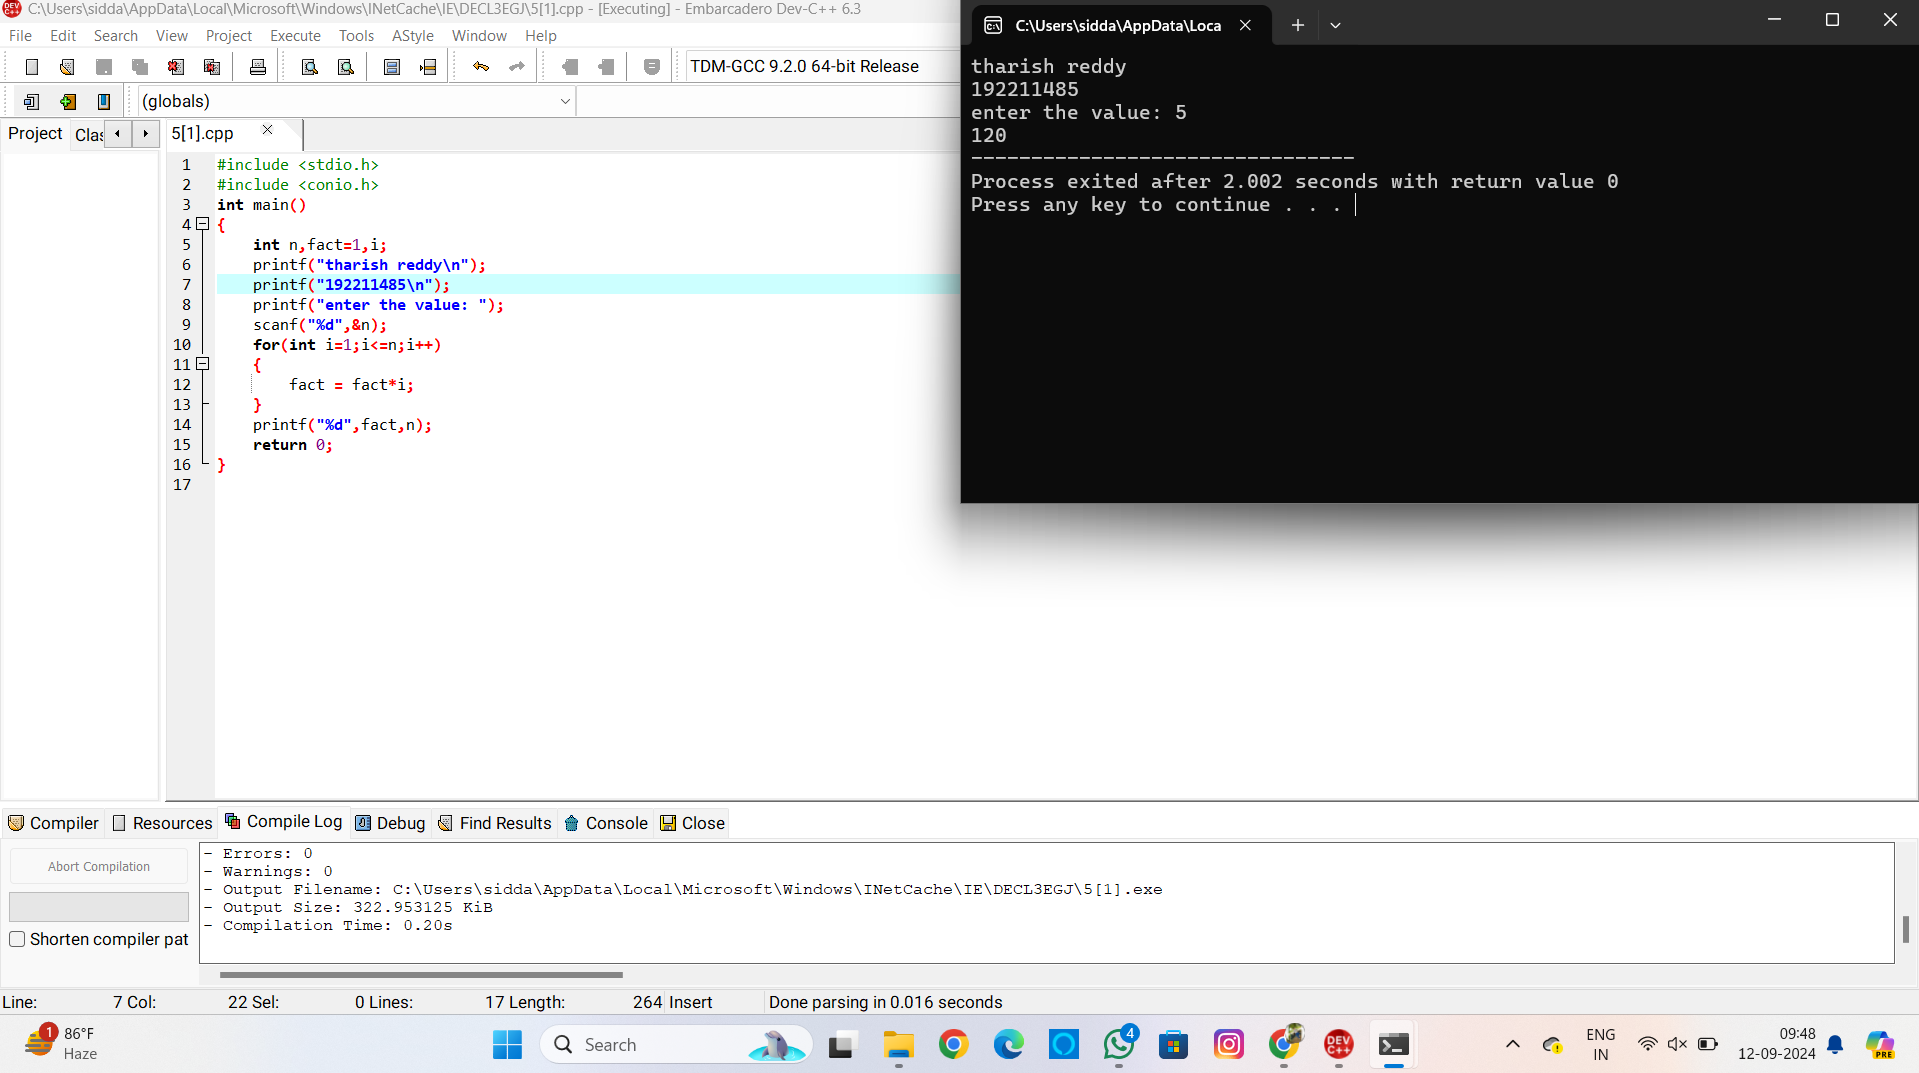 C:\Users\sidda\AppData\Local\Microsoft\Windows\INetCache\IE\DECL3EGJ\5[1].cpp - [Executing] - Embarcadero Dev-C++ 6.3
File Edit Search View Project Execute Tools AStyle Window Help
TDM-GCC 9.2.0 64-bit Release
(globals)
Project Clas
5[1].cpp
1 #include <stdio.h>
2 #include <conio.h>
3 int main()
4 {
5 int n,fact=1,i;
6 printf("tharish reddy\n");
7 printf("192211485\n");
8 printf("enter the value: ");
9 scanf("%d",&n);
10 for(int i=1;i<=n;i++)
11 {
12 fact = fact*i;
13 }
14 printf("%d",fact,n);
15 return 0;
16 }
17
C:\Users\sidda\AppData\Loca
tharish reddy
192211485
enter the value: 5
120
--------------------------------
Process exited after 2.002 seconds with return value 0
Press any key to continue . . .
Compiler Resources Compile Log Debug Find Results Console Close
Abort Compilation
Shorten compiler pat
- Errors: 0
- Warnings: 0
- Output Filename: C:\Users\sidda\AppData\Local\Microsoft\Windows\INetCache\IE\DECL3EGJ\5[1].exe
- Output Size: 322.953125 KiB
- Compilation Time: 0.20s
Line: 7 Col: 22 Sel: 0 Lines: 17 Length: 264 Insert Done parsing in 0.016 seconds
1
86°F
Haze
Search
4
DEV C++
ENG
IN
09:48
12-09-2024
PRE